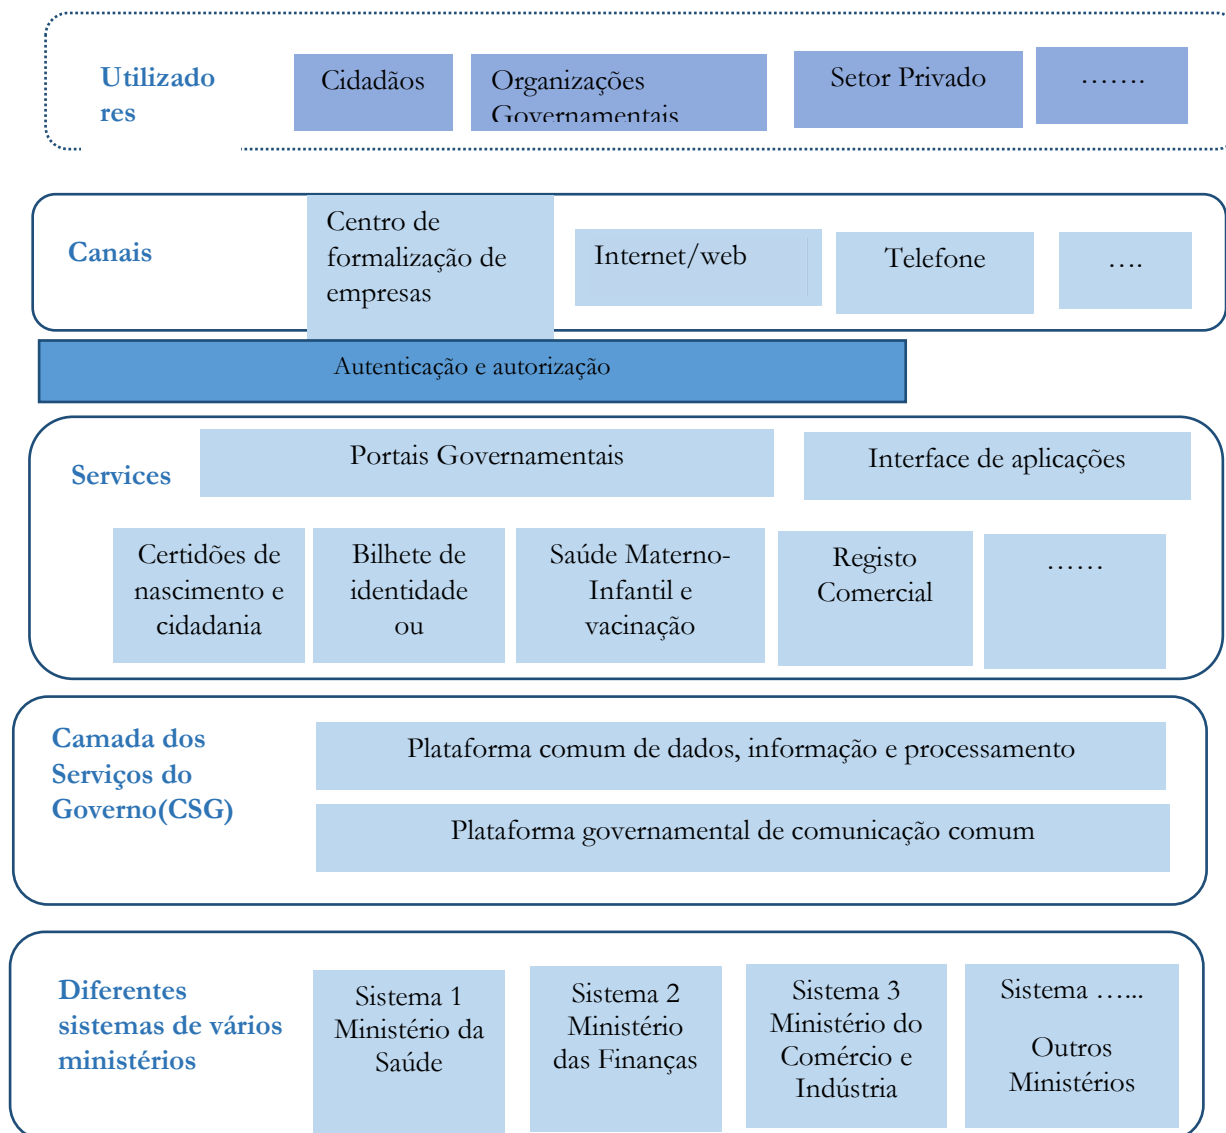 Utilizado
res
Cidadãos
Organizações
Governamentais
Setor Privado
…….
Canais
Centro de
formalização de
empresas
Internet/web
Telefone
….
Autenticação e autorização
Services
Portais Governamentais
Interface de aplicações
Certidões de
nascimento e
cidadania
Bilhete de
identidade
ou
Saúde Materno-
Infantil e
vacinação
Registo
Comercial
……
Camada dos
Serviços do
Governo(CSG)
Plataforma comum de dados, informação e processamento
Plataforma governamental de comunicação comum
Diferentes
sistemas de vários
ministérios
Sistema 1
Ministério da
Saúde
Sistema 2
Ministério
das Finanças
Sistema 3
Ministério do
Comércio e
Indústria
Sistema …...
Outros
Ministérios